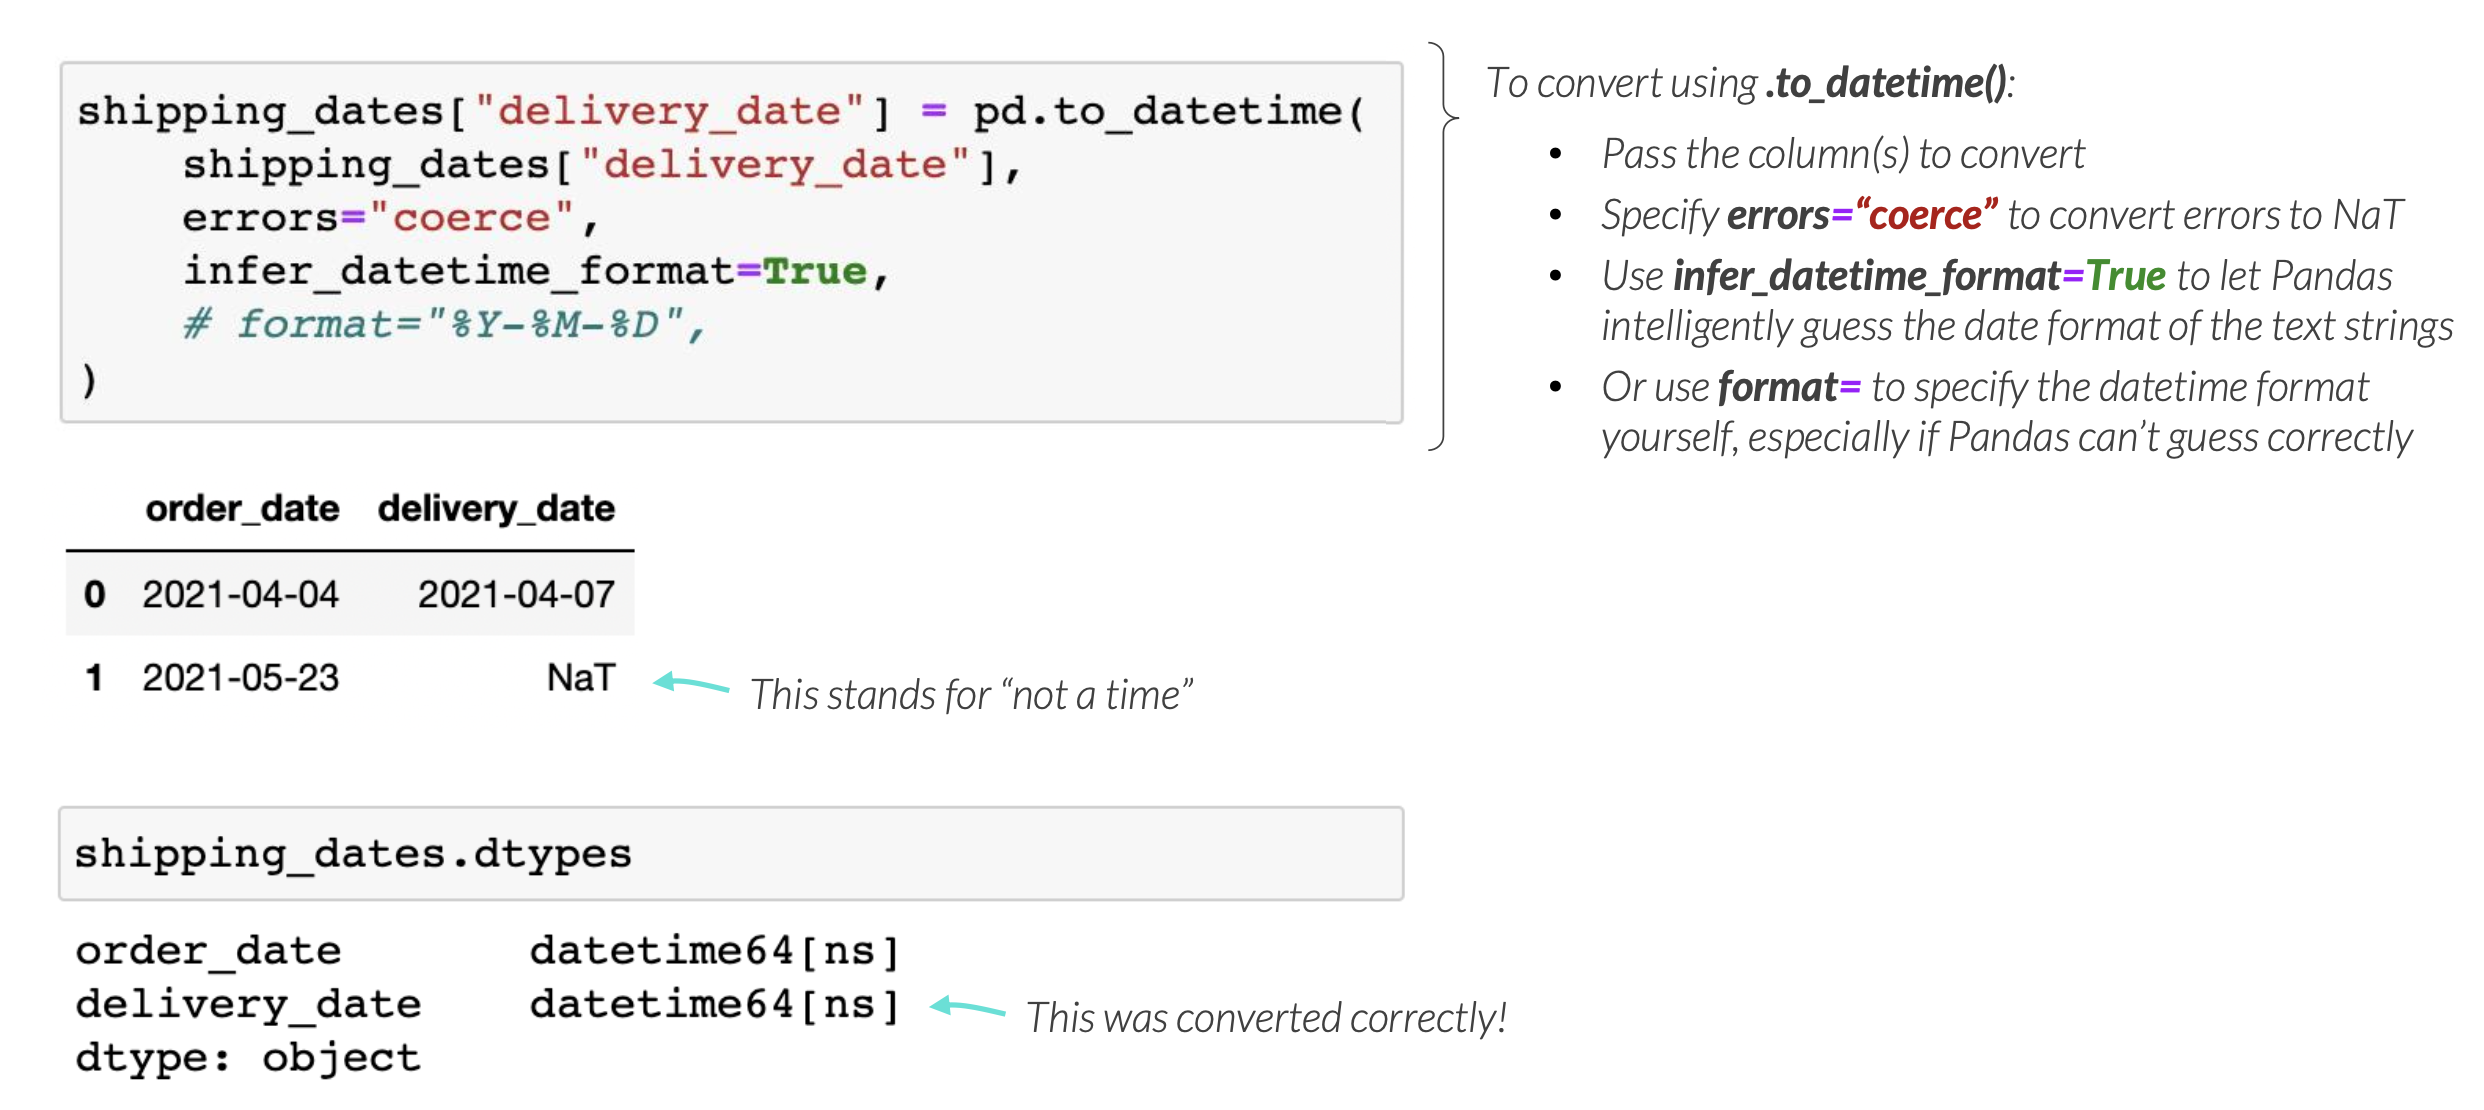 shipping_dates["delivery_date"] = pd.to_datetime(
    shipping_dates["delivery_date"],
    errors="coerce",
    infer_datetime_format=True,
    # format="%Y-%M-%D",
)
To convert using .to_datetime():
• Pass the column(s) to convert
• Specify errors=“coerce” to convert errors to NaT
• Use infer_datetime_format=True to let Pandas
intelligently guess the date format of the text strings
• Or use format= to specify the datetime format
yourself, especially if Pandas can’t guess correctly
order_date delivery_date
0 2021-04-04 2021-04-07
1 2021-05-23 NaT
This stands for “not a time”
shipping_dates.dtypes
order_date datetime64[ns]
delivery_date datetime64[ns]
This was converted correctly!
dtype: object